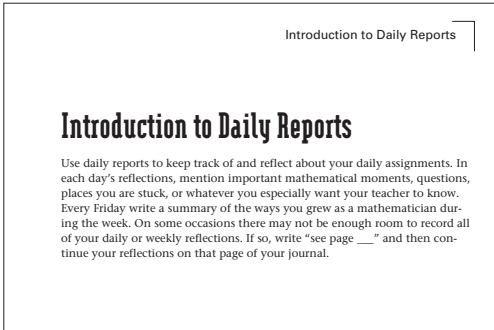 Introduction to Daily Reports
Introduction to Daily Reports
Use daily reports to keep track of and reflect about your daily assignments. In
each day's reflections, mention important mathematical moments, questions,
places you are stuck, or whatever you especially want your teacher to know.
Every Friday write a summary of the ways you grew as a mathematician dur-
ing the week. On some occasions there may not be enough room to record all
of your daily or weekly reflections. If so, write “see page ___” and then con-
tinue your reflections on that page of your journal.